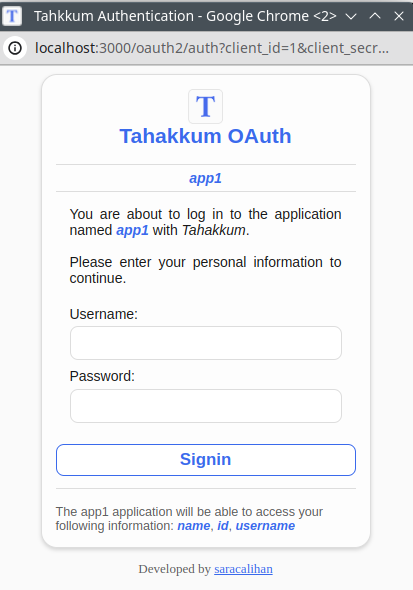 T Tahkkum Authentication - Google Chrome <2>
localhost:3000/oauth2/auth?client_id=1&client_secr...
T
Tahakkum OAuth
app1
You are about to log in to the application
named app1 with Tahakkum.
Please enter your personal information to
continue.
Username:
Password:
Signin
The app1 application will be able to access your
following information: name, id, username
Developed by saracalihan